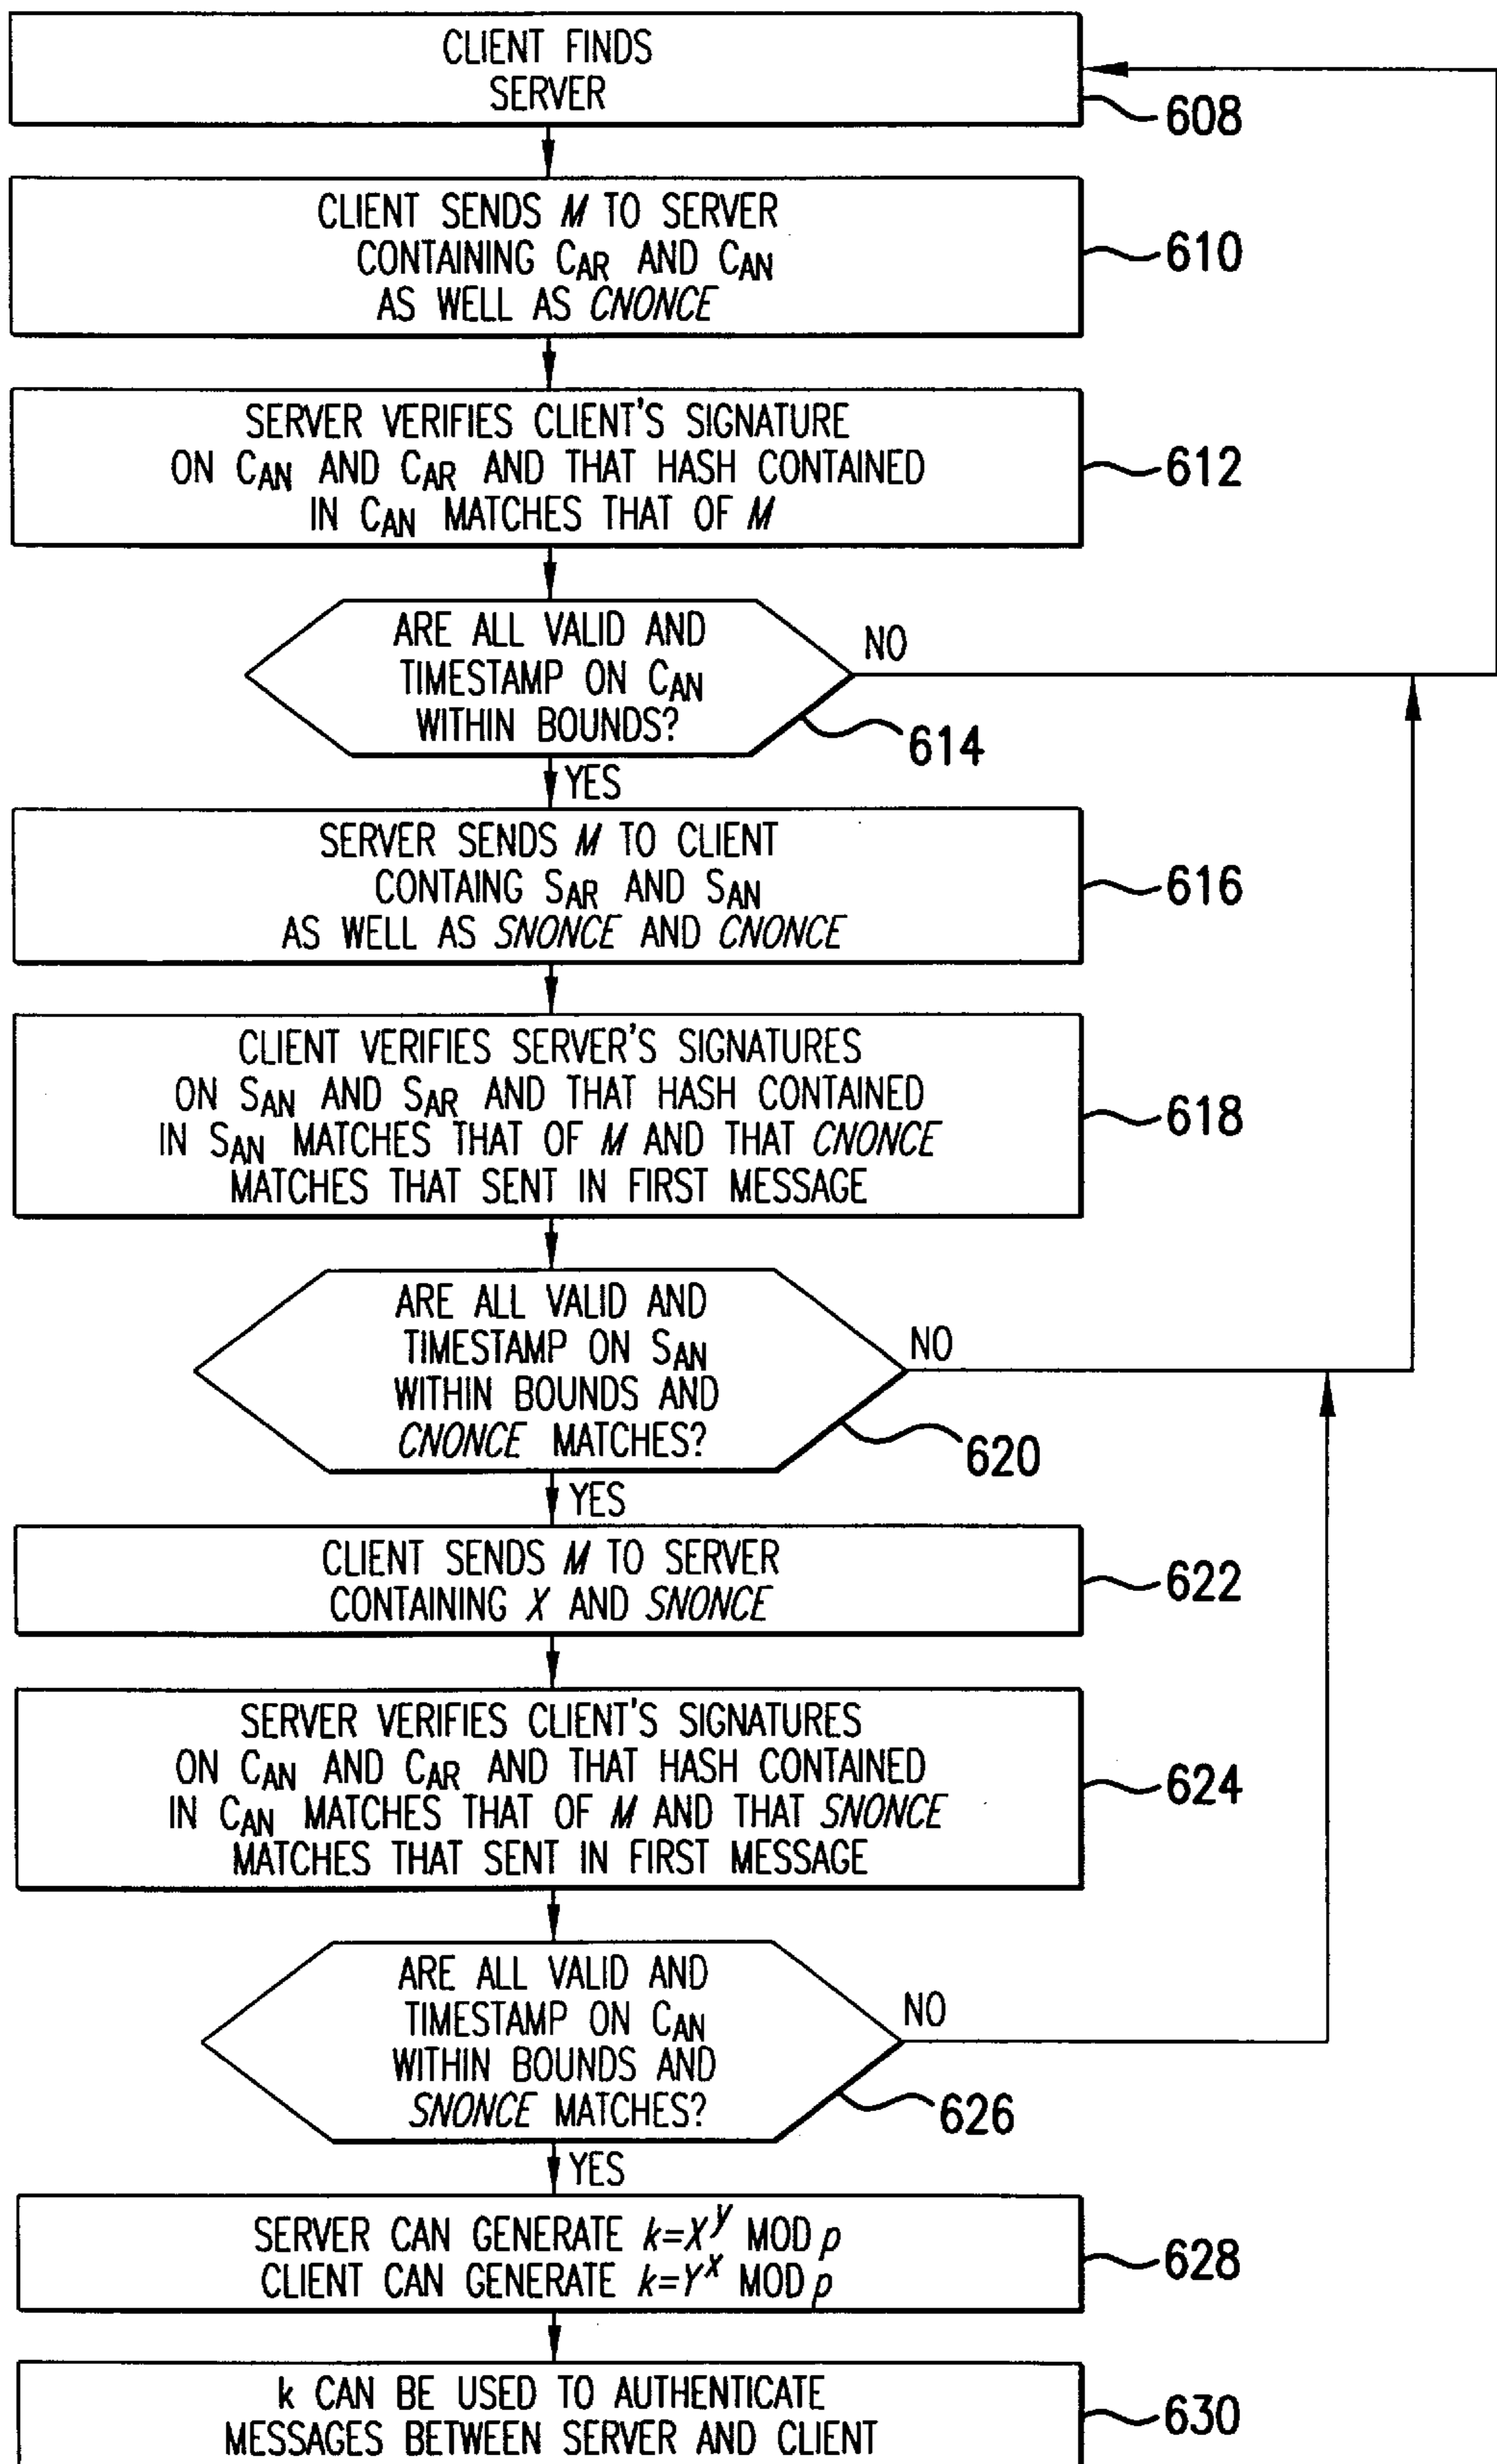 CLIENT FINDS
SERVER
608
CLIENT SENDS M TO SERVER
CONTAINING CAR AND CAN
AS WELL AS CNONCE
610
SERVER VERIFIES CLIENT'S SIGNATURE
ON CAN AND CAR AND THAT HASH CONTAINED
IN CAN MATCHES THAT OF M
612
ARE ALL VALID AND
TIMESTAMP ON CAN
WITHIN BOUNDS?
NO
614
YES
SERVER SENDS M TO CLIENT
CONTAING SAR AND SAN
AS WELL AS SNONCE AND CNONCE
616
CLIENT VERIFIES SERVER'S SIGNATURES
ON SAN AND SAR AND THAT HASH CONTAINED
IN SAN MATCHES THAT OF M AND THAT CNONCE
MATCHES THAT SENT IN FIRST MESSAGE
618
ARE ALL VALID AND
TIMESTAMP ON SAN
WITHIN BOUNDS AND
CNONCE MATCHES?
NO
620
YES
CLIENT SENDS M TO SERVER
CONTAINING X AND SNONCE
622
SERVER VERIFIES CLIENT'S SIGNATURES
ON CAN AND CAR AND THAT HASH CONTAINED
IN CAN MATCHES THAT OF M AND THAT SNONCE
MATCHES THAT SENT IN FIRST MESSAGE
624
ARE ALL VALID AND
TIMESTAMP ON CAN
WITHIN BOUNDS AND
SNONCE MATCHES?
NO
626
YES
SERVER CAN GENERATE k=X^y MOD p
CLIENT CAN GENERATE k=Y^x MOD p
628
k CAN BE USED TO AUTHENTICATE
MESSAGES BETWEEN SERVER AND CLIENT
630